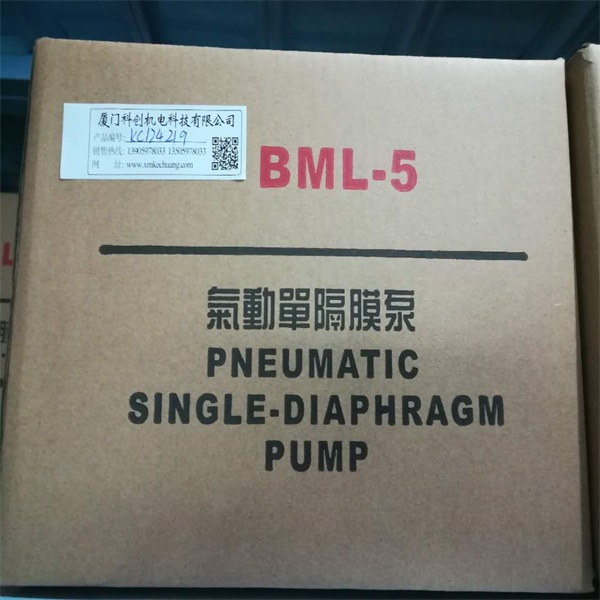 厦门科创机电科技有限公司
产品编号: KC174219
销售热线: 13905978033 13505978033
网 址: www.xmkechuang.com
BML-5
氣動單隔膜泵
PNEUMATIC
SINGLE-DIAPHRAGM
PUMP